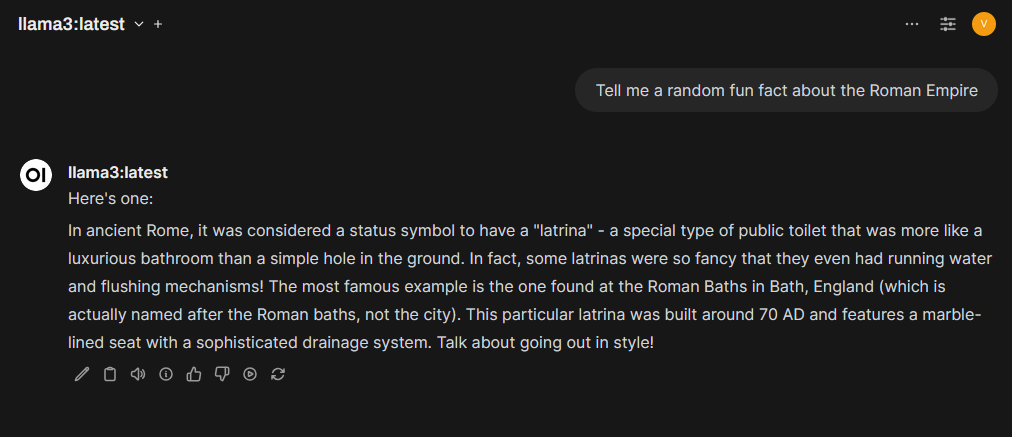 llama3:latest
V
Tell me a random fun fact about the Roman Empire
OI
llama3:latest
Here's one:
In ancient Rome, it was considered a status symbol to have a "latrina" - a special type of public toilet that was more like a
luxurious bathroom than a simple hole in the ground. In fact, some latrinas were so fancy that they even had running water
and flushing mechanisms! The most famous example is the one found at the Roman Baths in Bath, England (which is
actually named after the Roman baths, not the city). This particular latrina was built around 70 AD and features a marble-
lined seat with a sophisticated drainage system. Talk about going out in style!